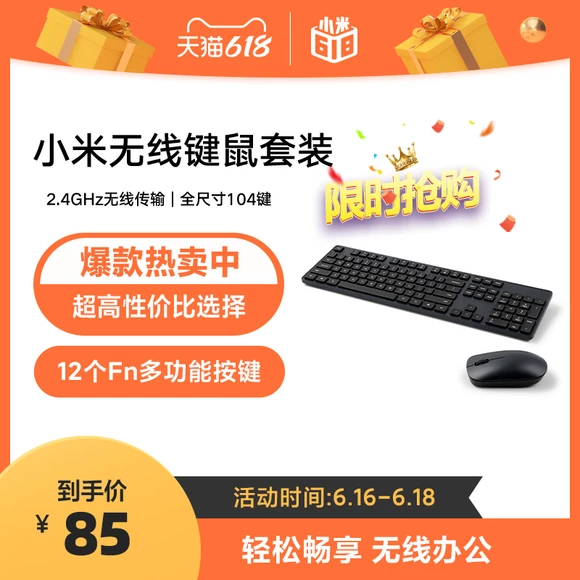 天猫618
小米
618
小米无线键鼠套装
2.4GHz无线传输 | 全尺寸104键
限时抢购
爆款热卖中
超高性价比选择
12个Fn多功能按键
到手价
¥85
活动时间:6.16-6.18
轻松畅享 无线办公